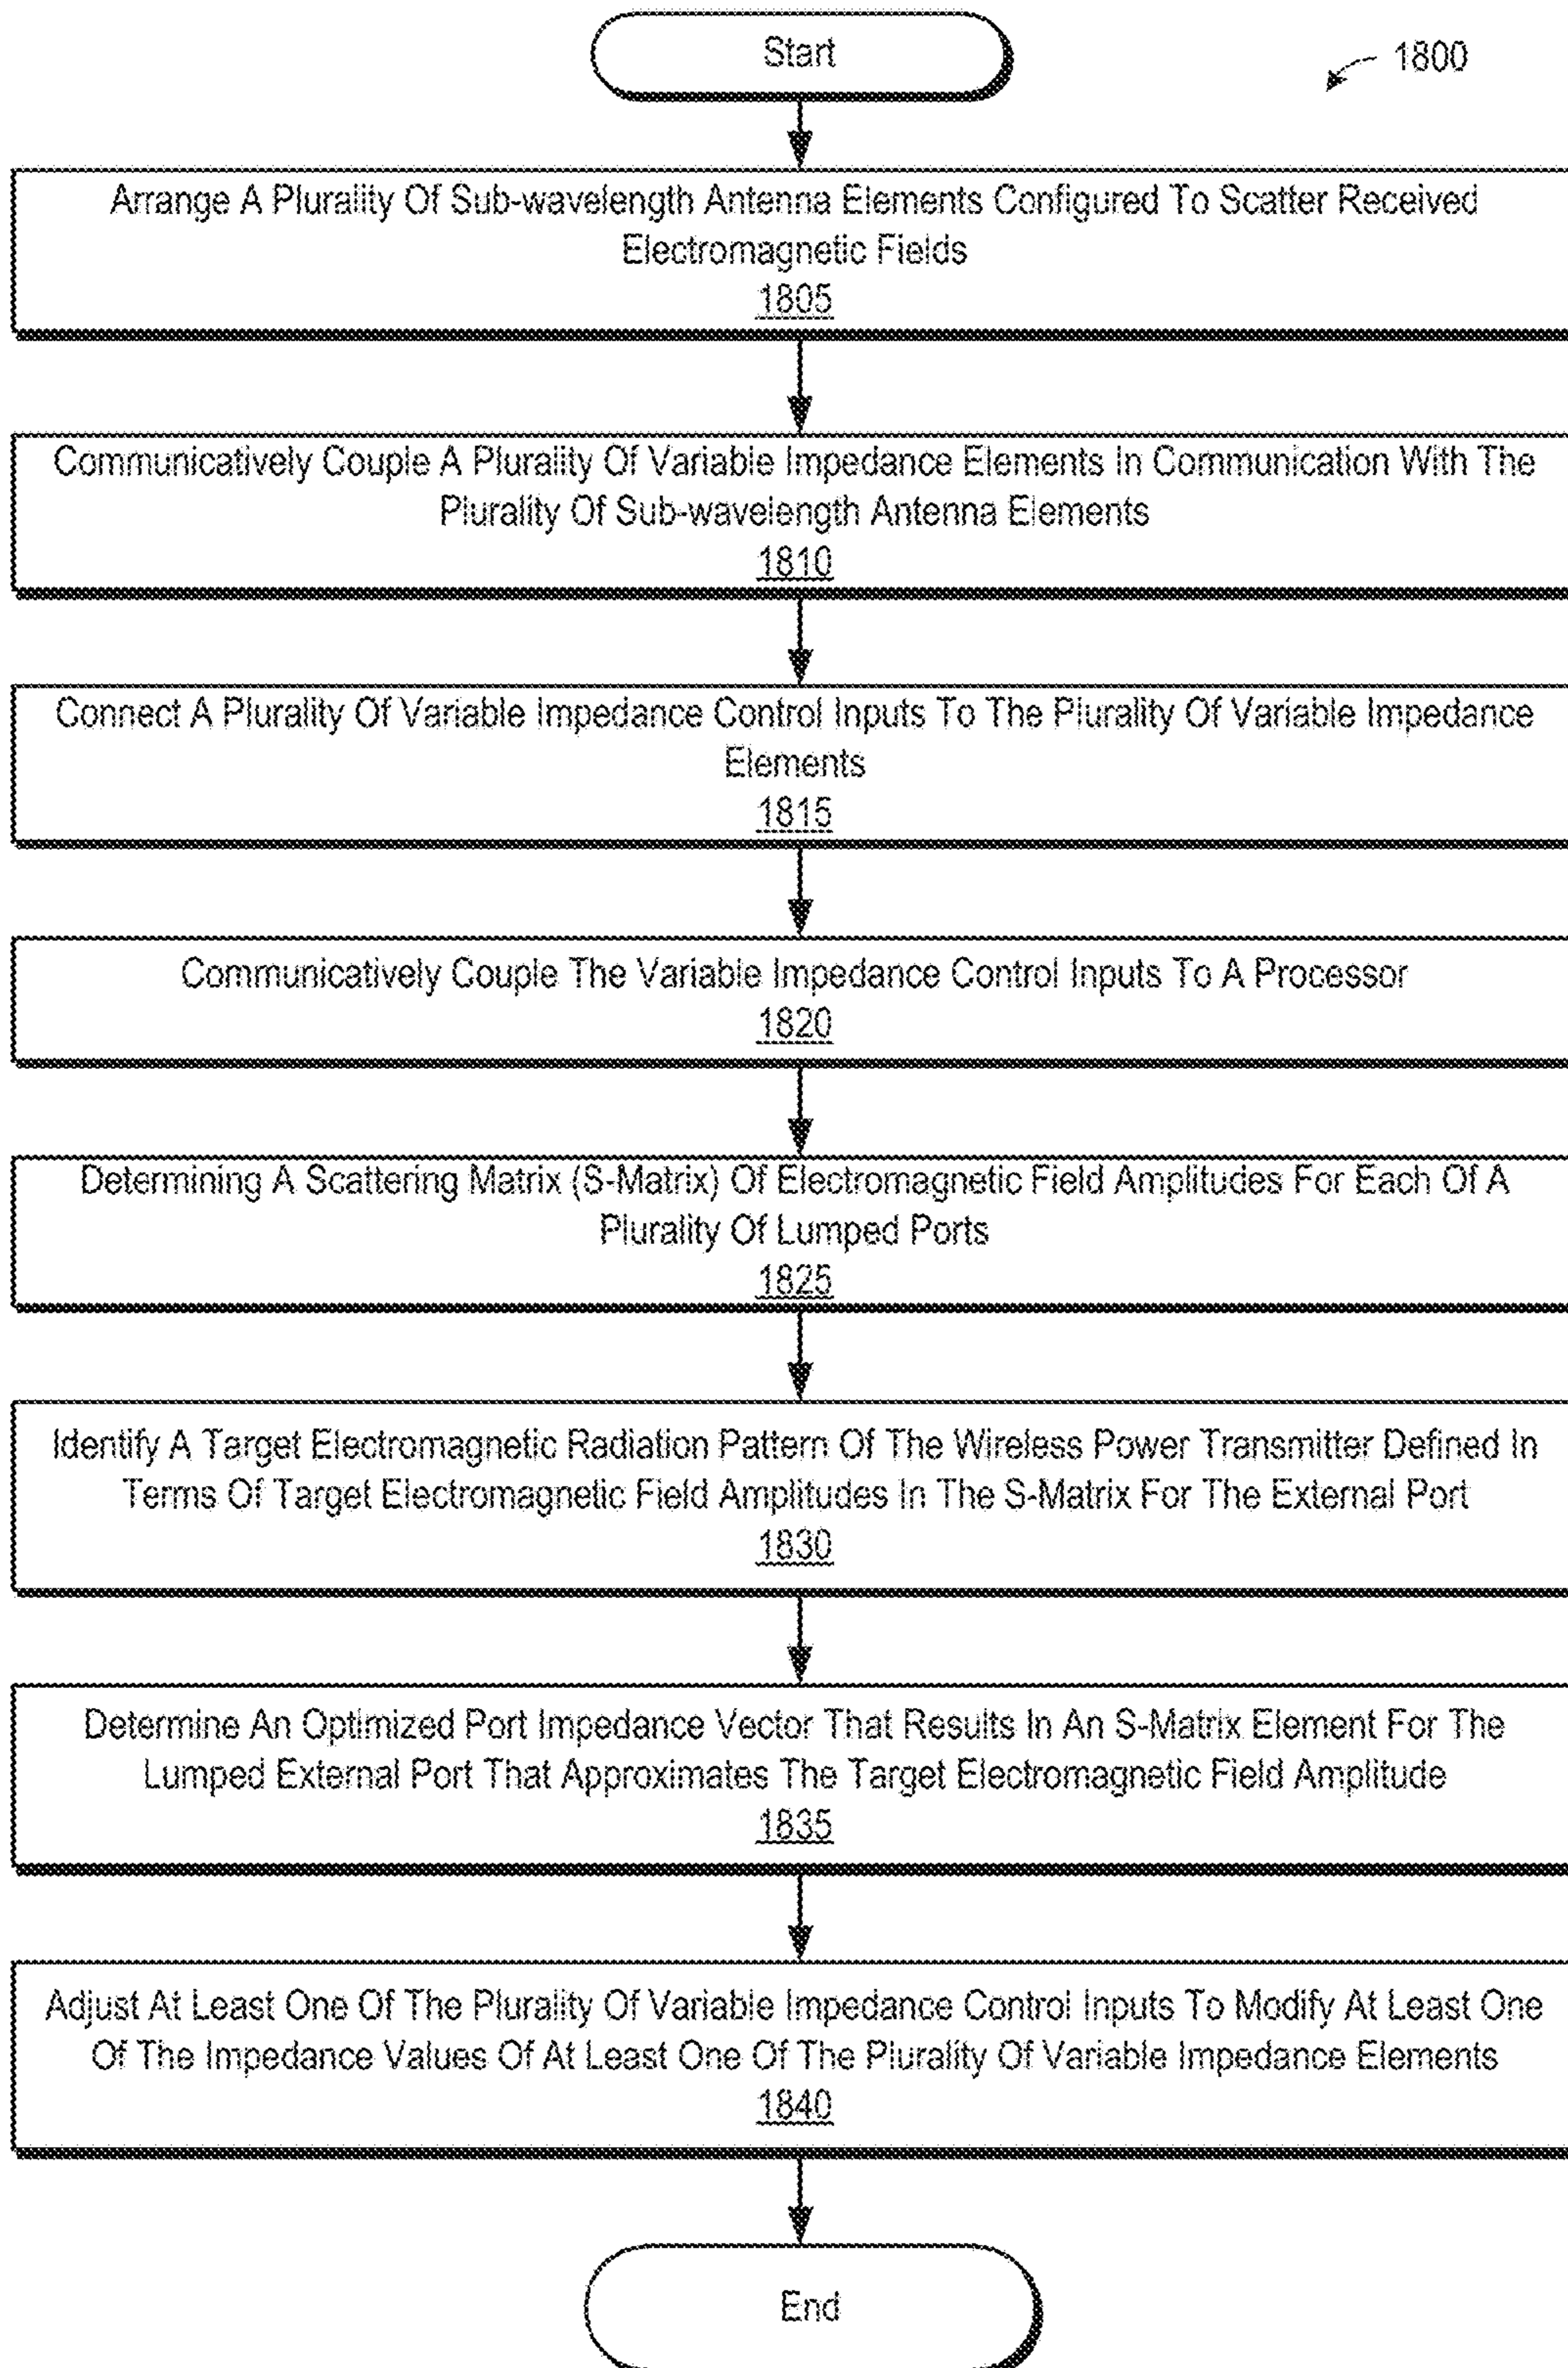 Start
1800
Arrange A Plurality Of Sub-wavelength Antenna Elements Configured To Scatter Received
Electromagnetic Fields
1805
Communicatively Couple A Plurality Of Variable Impedance Elements In Communication With The
Plurality Of Sub-wavelength Antenna Elements
1810
Connect A Plurality Of Variable Impedance Control Inputs To The Plurality Of Variable Impedance
Elements
1815
Communicatively Couple The Variable Impedance Control Inputs To A Processor
1820
Determining A Scattering Matrix (S-Matrix) Of Electromagnetic Field Amplitudes For Each Of A
Plurality Of Lumped Ports
1825
Identify A Target Electromagnetic Radiation Pattern Of The Wireless Power Transmitter Defined In
Terms Of Target Electromagnetic Field Amplitudes In The S-Matrix For The External Port
1830
Determine An Optimized Port Impedance Vector That Results In An S-Matrix Element For The
Lumped External Port That Approximates The Target Electromagnetic Field Amplitude
1835
Adjust At Least One Of The Plurality Of Variable Impedance Control Inputs To Modify At Least One
Of The Impedance Values Of At Least One Of The Plurality Of Variable Impedance Elements
1840
End